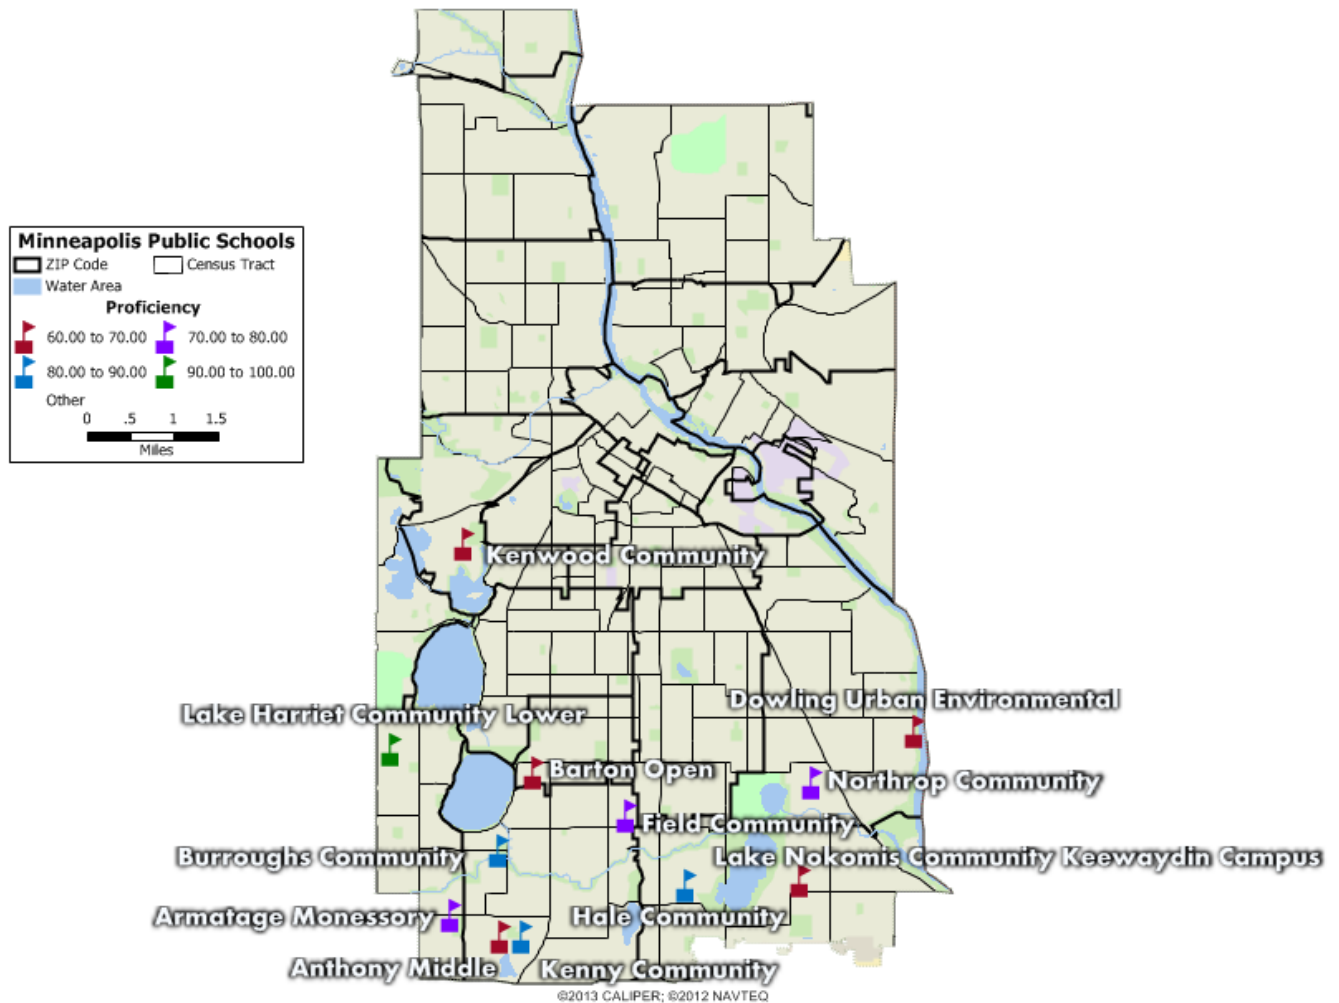 Minneapolis Public Schools
ZIP Code Census Tract
Water Area
Proficiency
60.00 to 70.00 70.00 to 80.00
80.00 to 90.00 90.00 to 100.00
Other
0 .5 1 1.5
Miles
Kenwood Community
Dowling Urban Environmental
Lake Harriet Community Lower
Barton Open
Northrop Community
Field Community
Burroughs Community
Lake Nokomis Community Keewaydin Campus
Armatage Monessory
Hale Community
Anthony Middle
Kenny Community
©2013 CALIPER; ©2012 NAVTEQ